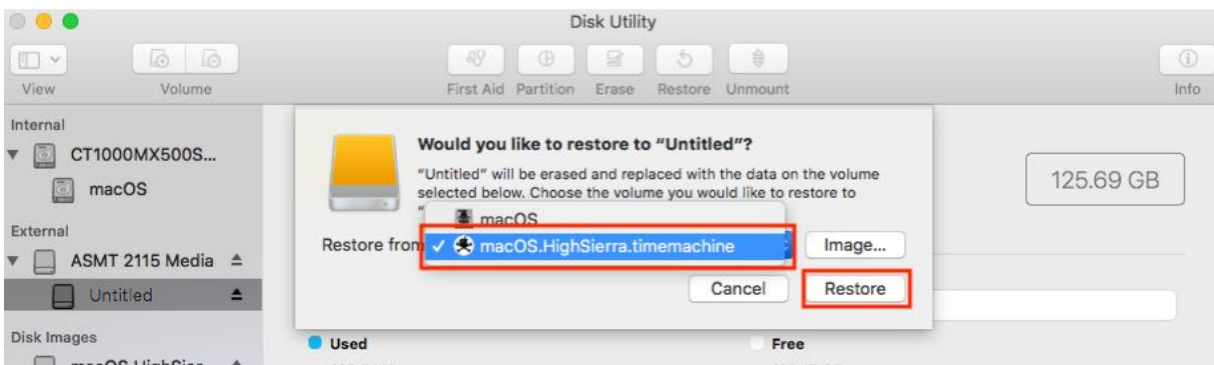 Disk Utility
View
Volume
First Aid Partition Erase Restore Unmount
Info
Internal
CT1000MX500S...
macOS
External
ASMT 2115 Media
Untitled
Disk Images
Would you like to restore to “Untitled”?
“Untitled” will be erased and replaced with the data on the volume
selected below. Choose the volume you would like to restore to
macOS
Restore from
✓ macOS.HighSierra.timemachine
Image...
Cancel
Restore
125.69 GB
Used
Free